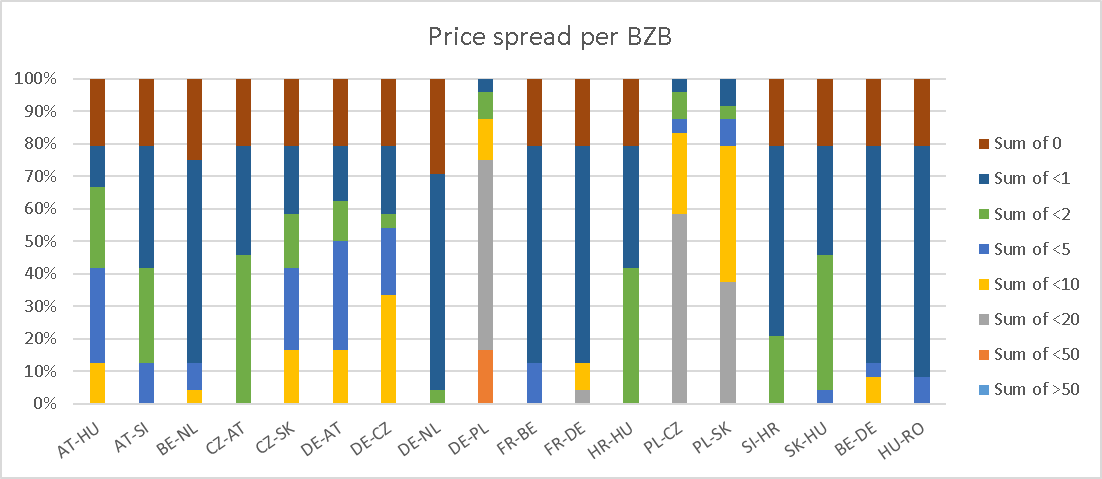 Price spread per BZB
100%
90%
80%
70%
60%
50%
40%
30%
20%
10%
0%
AT-HU
AT-SI
BE-NL
CZ-AT
CZ-SK
DE-AT
DE-CZ
DE-NL
DE-PL
FR-BE
FR-DE
HR-HU
PL-CZ
PL-SK
SI-HR
SK-HU
BE-DE
HU-RO
Sum of 0
Sum of <1
Sum of <2
Sum of <5
Sum of <10
Sum of <20
Sum of <50
Sum of >50